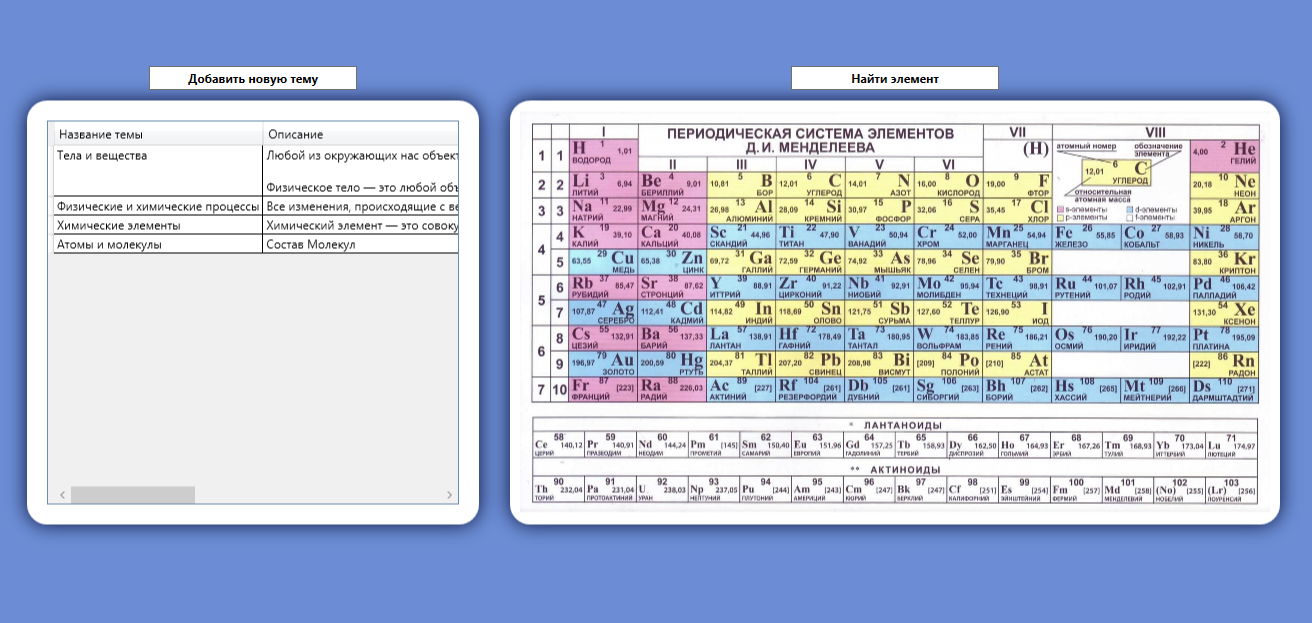 Добавить новую тему
Найти элемент
Название темы Описание
Тела и вещества Любой из окружающих нас объект
Физическое тело — это любой объ
Физические и химические процессы Все изменения, происходящие с ве
Химические элементы Химический элемент — это совоку
Атомы и молекулы Состав Молекул
I ПЕРИОДИЧЕСКАЯ СИСТЕМА ЭЛЕМЕНТОВ VII VIII
Д. И. МЕНДЕЛЕЕВА
II III IV V VI
1 1 H 1 1,01 ВОДОРОД (H) 4,00 2 He ГЕЛИЙ
атомный номер обозначение элемента
12,01 6 C УГЛЕРОД
относительная атомная масса
s-элементы d-элементы
p-элементы f-элементы
2 2 Li 3 6,94 ЛИТИЙ Be 4 9,01 БЕРИЛЛИЙ 10,81 5 B БОР 12,01 6 C УГЛЕРОД 14,01 7 N АЗОТ 16,00 8 O КИСЛОРОД 19,00 9 F ФТОР 20,18 10 Ne НЕОН
3 3 Na 11 22,99 НАТРИЙ Mg 12 24,31 МАГНИЙ 26,98 13 Al АЛЮМИНИЙ 28,09 14 Si КРЕМНИЙ 30,97 15 P ФОСФОР 32,06 16 S СЕРА 35,45 17 Cl ХЛОР 39,95 18 Ar АРГОН
4 4 K 19 39,10 КАЛИЙ Ca 20 40,08 КАЛЬЦИЙ Sc 21 44,96 СКАНДИЙ Ti 22 47,90 ТИТАН V 23 50,94 ВАНАДИЙ Cr 24 52,00 ХРОМ Mn 25 54,94 МАРГАНЕЦ Fe 26 55,85 ЖЕЛЕЗО Co 27 58,93 КОБАЛЬТ Ni 28 58,70 НИКЕЛЬ
5 63,55 29 Cu МЕДЬ 65,38 30 Zn ЦИНК 69,72 31 Ga ГАЛЛИЙ 72,59 32 Ge ГЕРМАНИЙ 74,92 33 As МЫШЬЯК 78,96 34 Se СЕЛЕН 79,90 35 Br БРОМ 83,80 36 Kr КРИПТОН
5 6 Rb 37 85,47 РУБИДИЙ Sr 38 87,62 СТРОНЦИЙ Y 39 88,91 ИТТРИЙ Zr 40 91,22 ЦИРКОНИЙ Nb 41 92,91 НИОБИЙ Mo 42 95,94 МОЛИБДЕН Tc 43 98,91 ТЕХНЕЦИЙ Ru 44 101,07 РУТЕНИЙ Rh 45 102,91 РОДИЙ Pd 46 106,42 ПАЛЛАДИЙ
7 107,87 47 Ag СЕРЕБРО 112,41 48 Cd КАДМИЙ 114,82 49 In ИНДИЙ 118,69 50 Sn ОЛОВО 121,75 51 Sb СУРЬМА 127,60 52 Te ТЕЛЛУР 126,90 53 I ИОД 131,30 54 Xe КСЕНОН
6 8 Cs 55 132,91 ЦЕЗИЙ Ba 56 137,33 БАРИЙ La 57 138,91 ЛАНТАН Hf 72 178,49 ГАФНИЙ Ta 73 180,95 ТАНТАЛ W 74 183,85 ВОЛЬФРАМ Re 75 186,21 РЕНИЙ Os 76 190,20 ОСМИЙ Ir 77 192,22 ИРИДИЙ Pt 78 195,09 ПЛАТИНА
9 196,97 79 Au ЗОЛОТО 200,59 80 Hg РТУТЬ 204,37 81 Tl ТАЛЛИЙ 207,20 82 Pb СВИНЕЦ 208,98 83 Bi ВИСМУТ [209] 84 Po ПОЛОНИЙ [210] 85 At АСТАТ [222] 86 Rn РАДОН
7 10 Fr 87 [223] ФРАНЦИЙ Ra 88 226,03 РАДИЙ Ac 89 [227] АКТИНИЙ Rf 104 [261] РЕЗЕРФОРДИЙ Db 105 [261] ДУБНИЙ Sg 106 [263] СИБОРГИЙ Bh 107 [262] БОРИЙ Hs 108 [265] ХАССИЙ Mt 109 [266] МЕЙТНЕРИЙ Ds 110 [271] ДАРМШТАДТИЙ
* ЛАНТАНОИДЫ
Ce 58 140,12 ЦЕРИЙ Pr 59 140,91 ПРАЗЕОДИМ Nd 60 144,24 НЕОДИМ Pm 61 [145] ПРОМЕТИЙ Sm 62 150,40 САМАРИЙ Eu 63 151,96 ЕВРОПИЙ Gd 64 157,25 ГАДОЛИНИЙ Tb 65 158,93 ТЕРБИЙ Dy 66 162,50 ДИСПРОЗИЙ Ho 67 164,93 ГОЛЬМИЙ Er 68 167,26 ЭРБИЙ Tm 69 168,93 ТУЛИЙ Yb 70 173,04 ИТТЕРБИЙ Lu 71 174,97 ЛЮТЕЦИЙ
** АКТИНОИДЫ
Th 90 232,04 ТОРИЙ Pa 91 231,04 ПРОТОАКТИНИЙ U 92 238,03 УРАН Np 93 237,05 НЕПТУНИЙ Pu 94 [244] ПЛУТОНИЙ Am 95 [243] АМЕРИЦИЙ Cm 96 [247] КЮРИЙ Bk 97 [247] БЕРКЛИЙ Cf 98 [251] КАЛИФОРНИЙ Es 99 [254] ЭЙНШТЕЙНИЙ Fm 100 [257] ФЕРМИЙ Md 101 [258] МЕНДЕЛЕВИЙ (No) 102 [255] НОБЕЛИЙ (Lr) 103 [256] ЛОУРЕНСИЙ